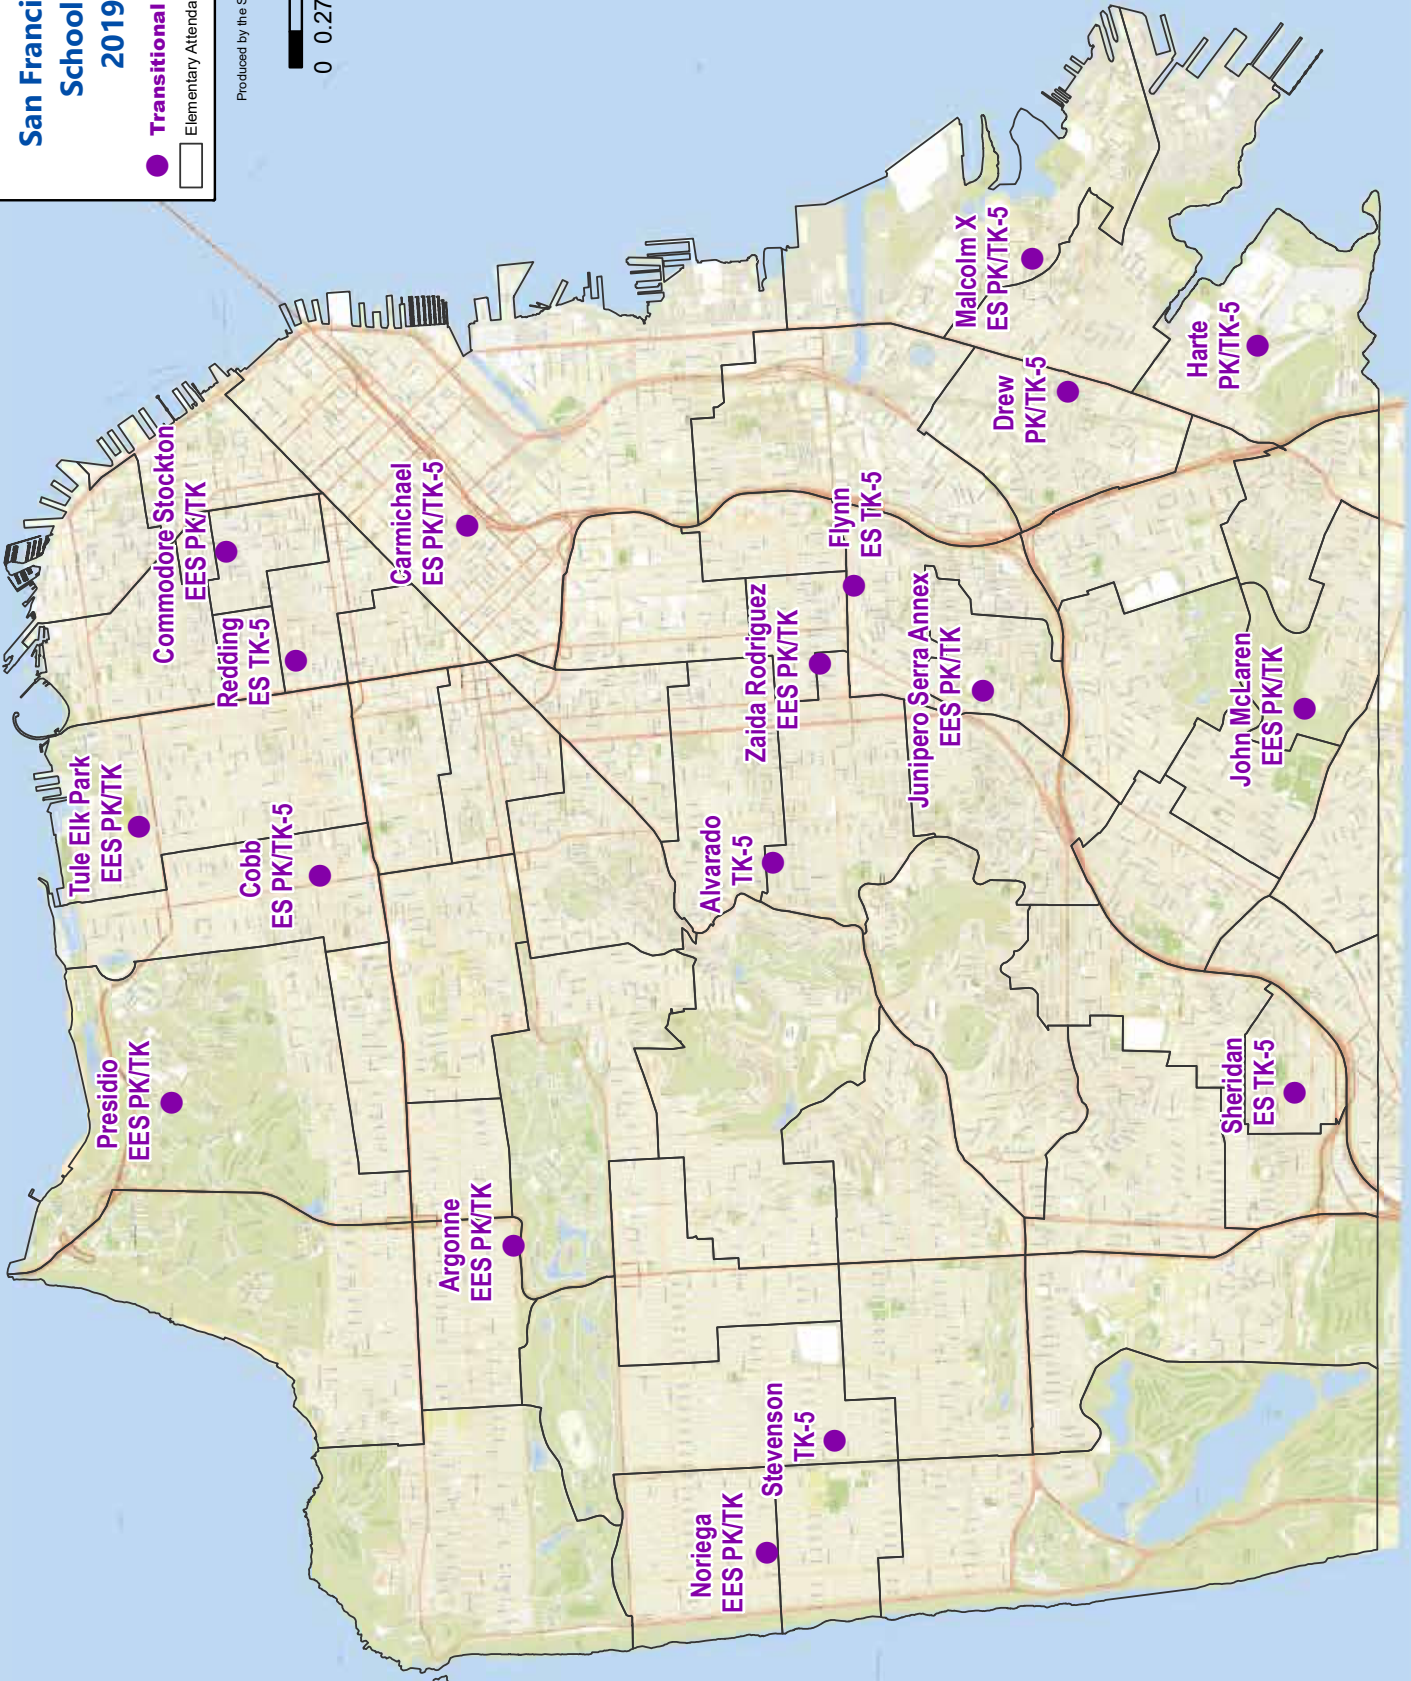 San Franci
School
2019
Transitional
Elementary Attenda
Produced by the S
0 0.27
Commodore Stockton
EES PK/TK
Redding
ES TK-5
Carmichael
ES PK/TK-5
Tule Elk Park
EES PK/TK
Cobb
ES PK/TK-5
Presidio
EES PK/TK
Argonne
EES PK/TK
Malcolm X
ES PK/TK-5
Harte
PK/TK-5
Drew
PK/TK-5
Flynn
ES TK-5
Zaida Rodriguez
EES PK/TK
Junipero Serra Annex
EES PK/TK
John McLaren
EES PK/TK
Alvarado
TK-5
Sheridan
ES TK-5
Stevenson
TK-5
Noriega
EES PK/TK